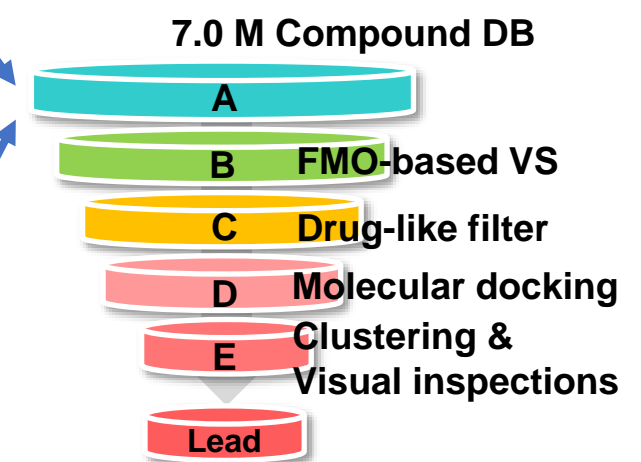 7.0 M Compound DB
A
B FMO-based VS
C Drug-like filter
D Molecular docking
E Clustering &
Visual inspections
Lead